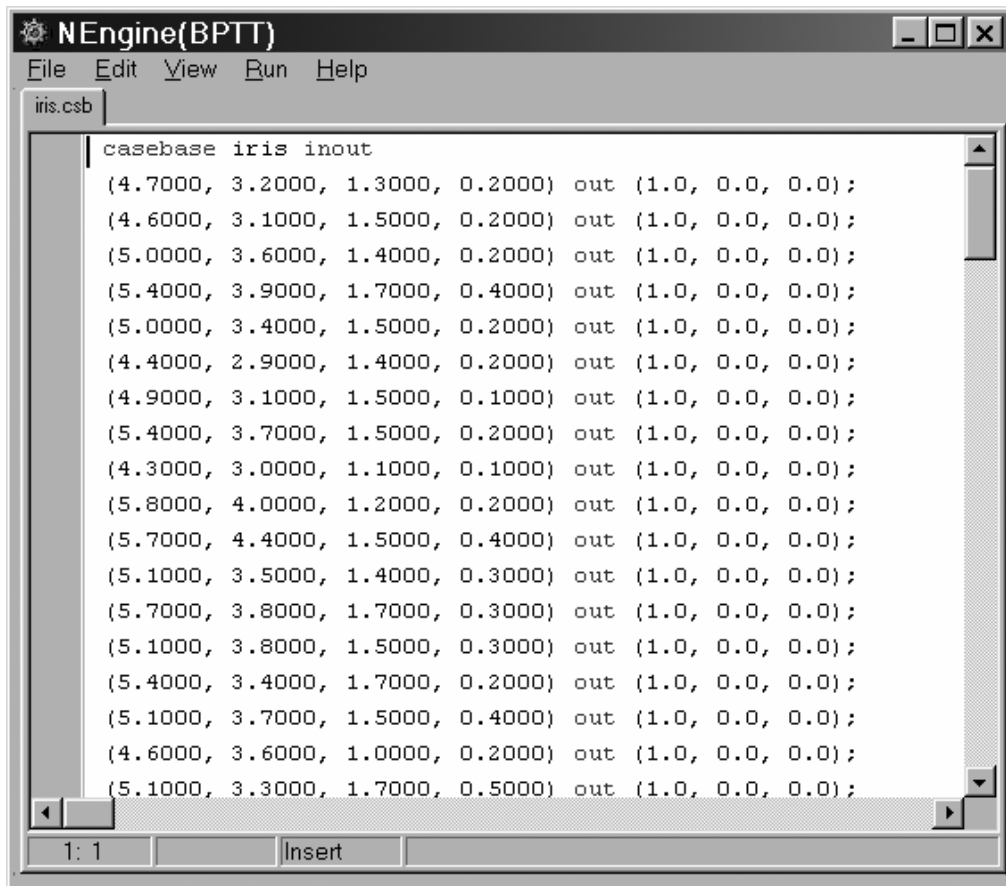 NEngine(BPTT)
File Edit View Run Help
iris.csb
casebase iris inout
(4.7000, 3.2000, 1.3000, 0.2000) out (1.0, 0.0, 0.0);
(4.6000, 3.1000, 1.5000, 0.2000) out (1.0, 0.0, 0.0);
(5.0000, 3.6000, 1.4000, 0.2000) out (1.0, 0.0, 0.0);
(5.4000, 3.9000, 1.7000, 0.4000) out (1.0, 0.0, 0.0);
(5.0000, 3.4000, 1.5000, 0.2000) out (1.0, 0.0, 0.0);
(4.4000, 2.9000, 1.4000, 0.2000) out (1.0, 0.0, 0.0);
(4.9000, 3.1000, 1.5000, 0.1000) out (1.0, 0.0, 0.0);
(5.4000, 3.7000, 1.5000, 0.2000) out (1.0, 0.0, 0.0);
(4.3000, 3.0000, 1.1000, 0.1000) out (1.0, 0.0, 0.0);
(5.8000, 4.0000, 1.2000, 0.2000) out (1.0, 0.0, 0.0);
(5.7000, 4.4000, 1.5000, 0.4000) out (1.0, 0.0, 0.0);
(5.1000, 3.5000, 1.4000, 0.3000) out (1.0, 0.0, 0.0);
(5.7000, 3.8000, 1.7000, 0.3000) out (1.0, 0.0, 0.0);
(5.1000, 3.8000, 1.5000, 0.3000) out (1.0, 0.0, 0.0);
(5.4000, 3.4000, 1.7000, 0.2000) out (1.0, 0.0, 0.0);
(5.1000, 3.7000, 1.5000, 0.4000) out (1.0, 0.0, 0.0);
(4.6000, 3.6000, 1.0000, 0.2000) out (1.0, 0.0, 0.0);
(5.1000, 3.3000, 1.7000, 0.5000) out (1.0, 0.0, 0.0);
1: 1 Insert